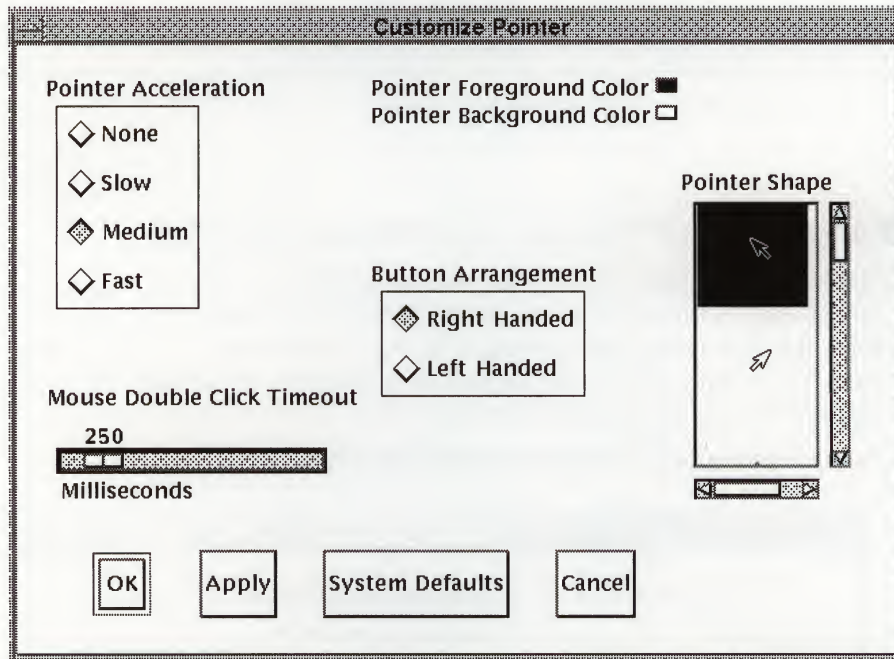 Customize Pointer
Pointer Acceleration
None
Slow
Medium
Fast
Pointer Foreground Color
Pointer Background Color
Pointer Shape
Button Arrangement
Right Handed
Left Handed
Mouse Double Click Timeout
250
Milliseconds
OK
Apply
System Defaults
Cancel